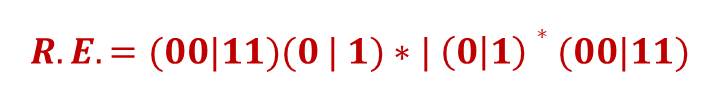 R.E.= (00|11)(0 | 1) ∗ | (0|1) * (00|11)